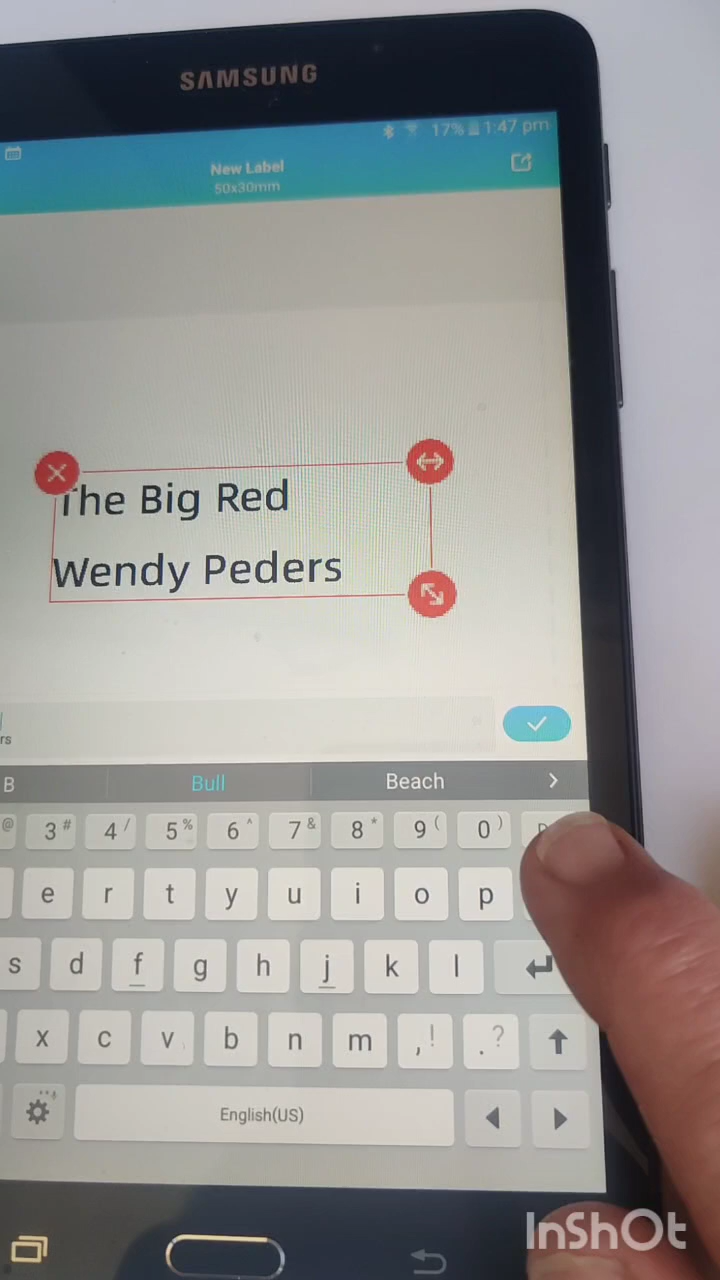 SAMSUNG
17% 1:47 pm
New Label
50x30mm
The Big Red
Wendy Peders
rs
B Bull Beach >
@ 3 # 4 / 5 % 6 ^ 7 & 8 * 9 ( 0 )
e r t y u i o p
s d f g h j k l
x c v b n m , ! . ?
English(US)
InShOt